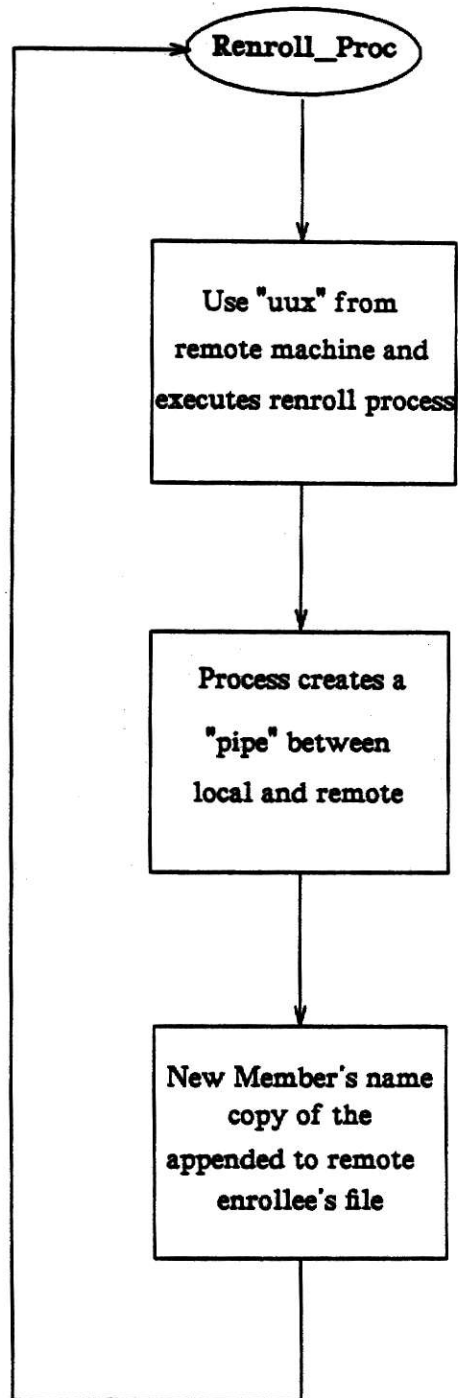 Renroll_Proc
Use "uux" from
remote machine and
executes renroll process
Process creates a
"pipe" between
local and remote
New Member's name
copy of the
appended to remote
enrollee's file